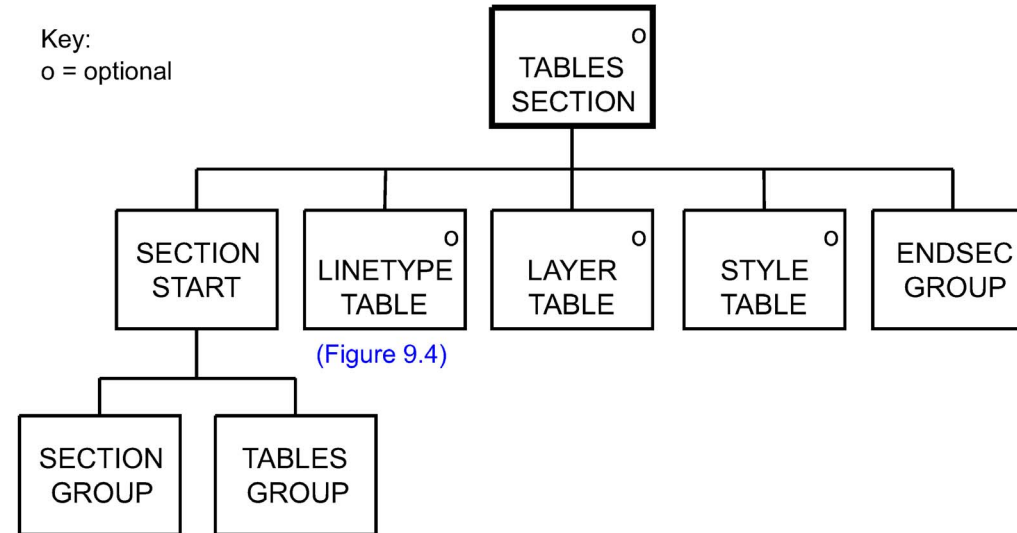 Key:
o = optional
o
TABLES
SECTION
SECTION
START
o
LINETYPE
TABLE
(Figure 9.4)
o
LAYER
TABLE
o
STYLE
TABLE
ENDSEC
GROUP
SECTION
GROUP
TABLES
GROUP